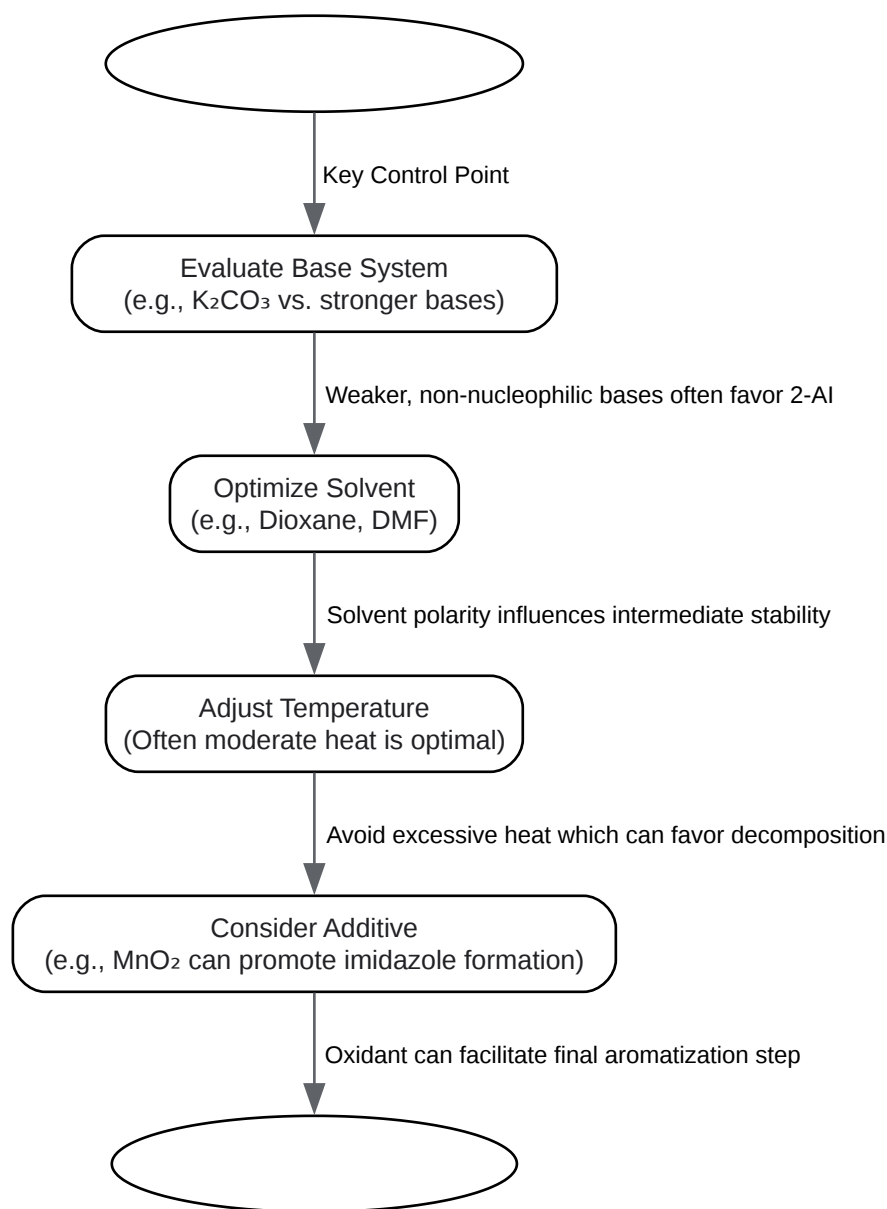 Key Control Point
Evaluate Base System
(e.g., K₂CO₃ vs. stronger bases)
Weaker, non-nucleophilic bases often favor 2-AI
Optimize Solvent
(e.g., Dioxane, DMF)
Solvent polarity influences intermediate stability
Adjust Temperature
(Often moderate heat is optimal)
Avoid excessive heat which can favor decomposition
Consider Additive
(e.g., MnO₂ can promote imidazole formation)
Oxidant can facilitate final aromatization step